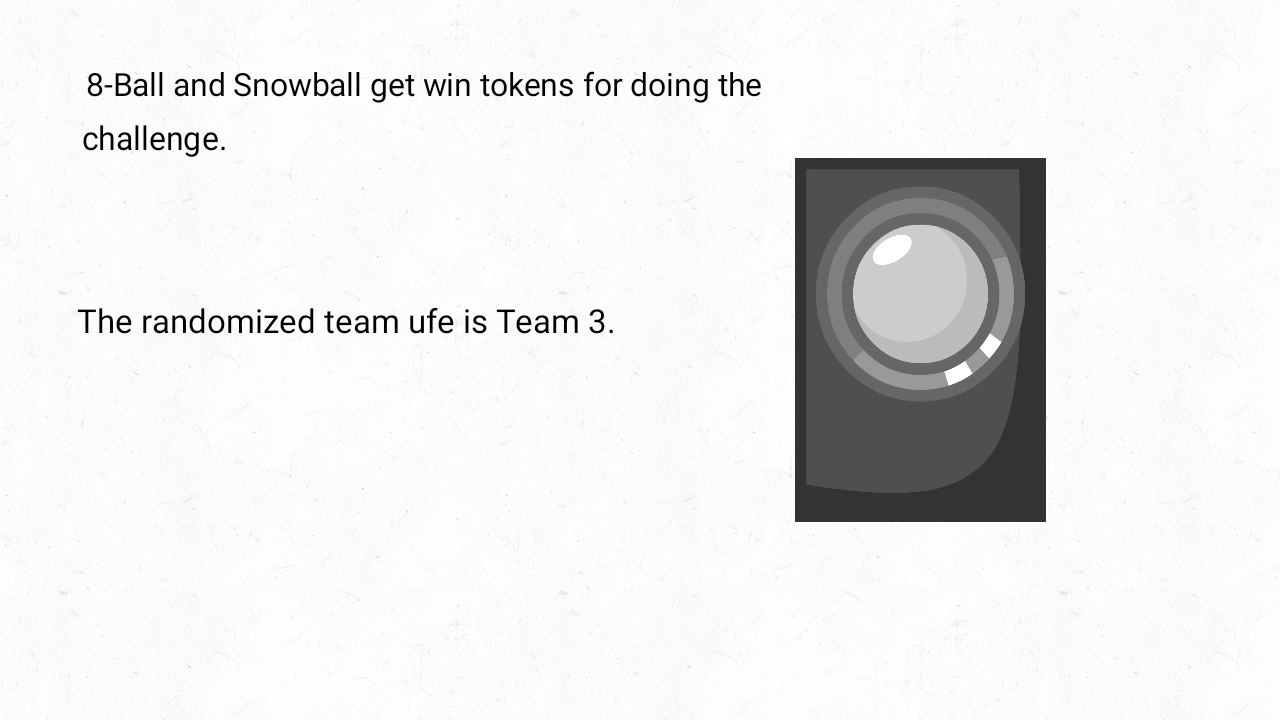 8-Ball and Snowball get win tokens for doing the
challenge.
The randomized team ufe is Team 3.